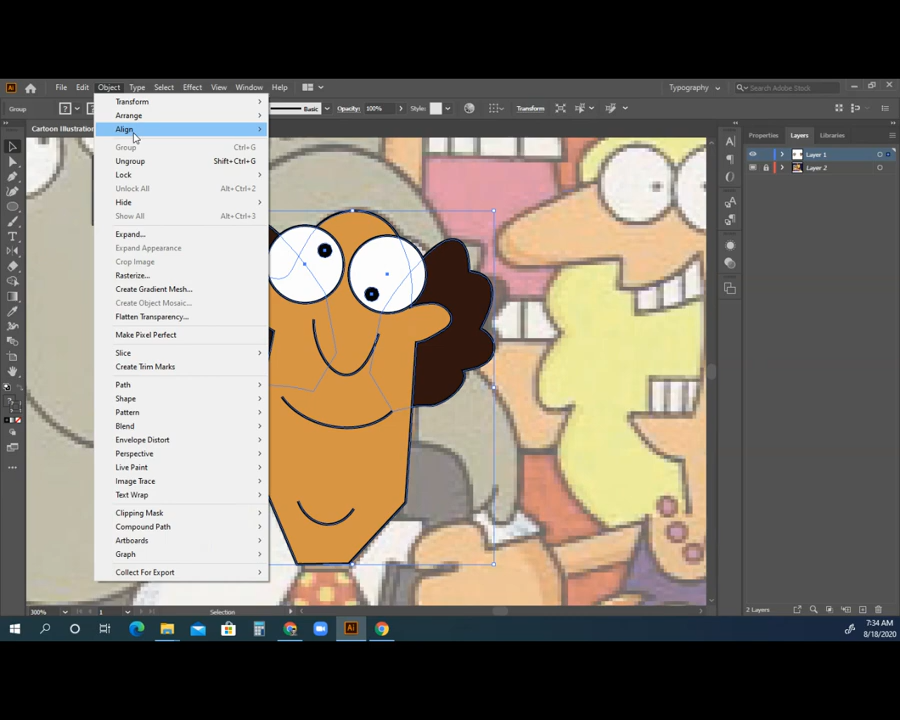 Ai File Edit Object Type Select Effect View Window Help Typography Search Adobe Stock
Group ? Basic Opacity: 100% Style: Transform
Cartoon Illustration
Transform
Arrange
Align
Group Ctrl+G
Ungroup Shift+Ctrl+G
Lock
Unlock All Alt+Ctrl+2
Hide
Show All Alt+Ctrl+3
Expand...
Expand Appearance
Crop Image
Rasterize...
Create Gradient Mesh...
Create Object Mosaic...
Flatten Transparency...
Make Pixel Perfect
Slice
Create Trim Marks
Path
Shape
Pattern
Blend
Envelope Distort
Perspective
Live Paint
Image Trace
Text Wrap
Clipping Mask
Compound Path
Artboards
Graph
Collect For Export
Properties Layers Libraries
Layer 1
Layer 2
300% 1 Selection
2 Layers
Ai
7:34 AM
8/18/2020